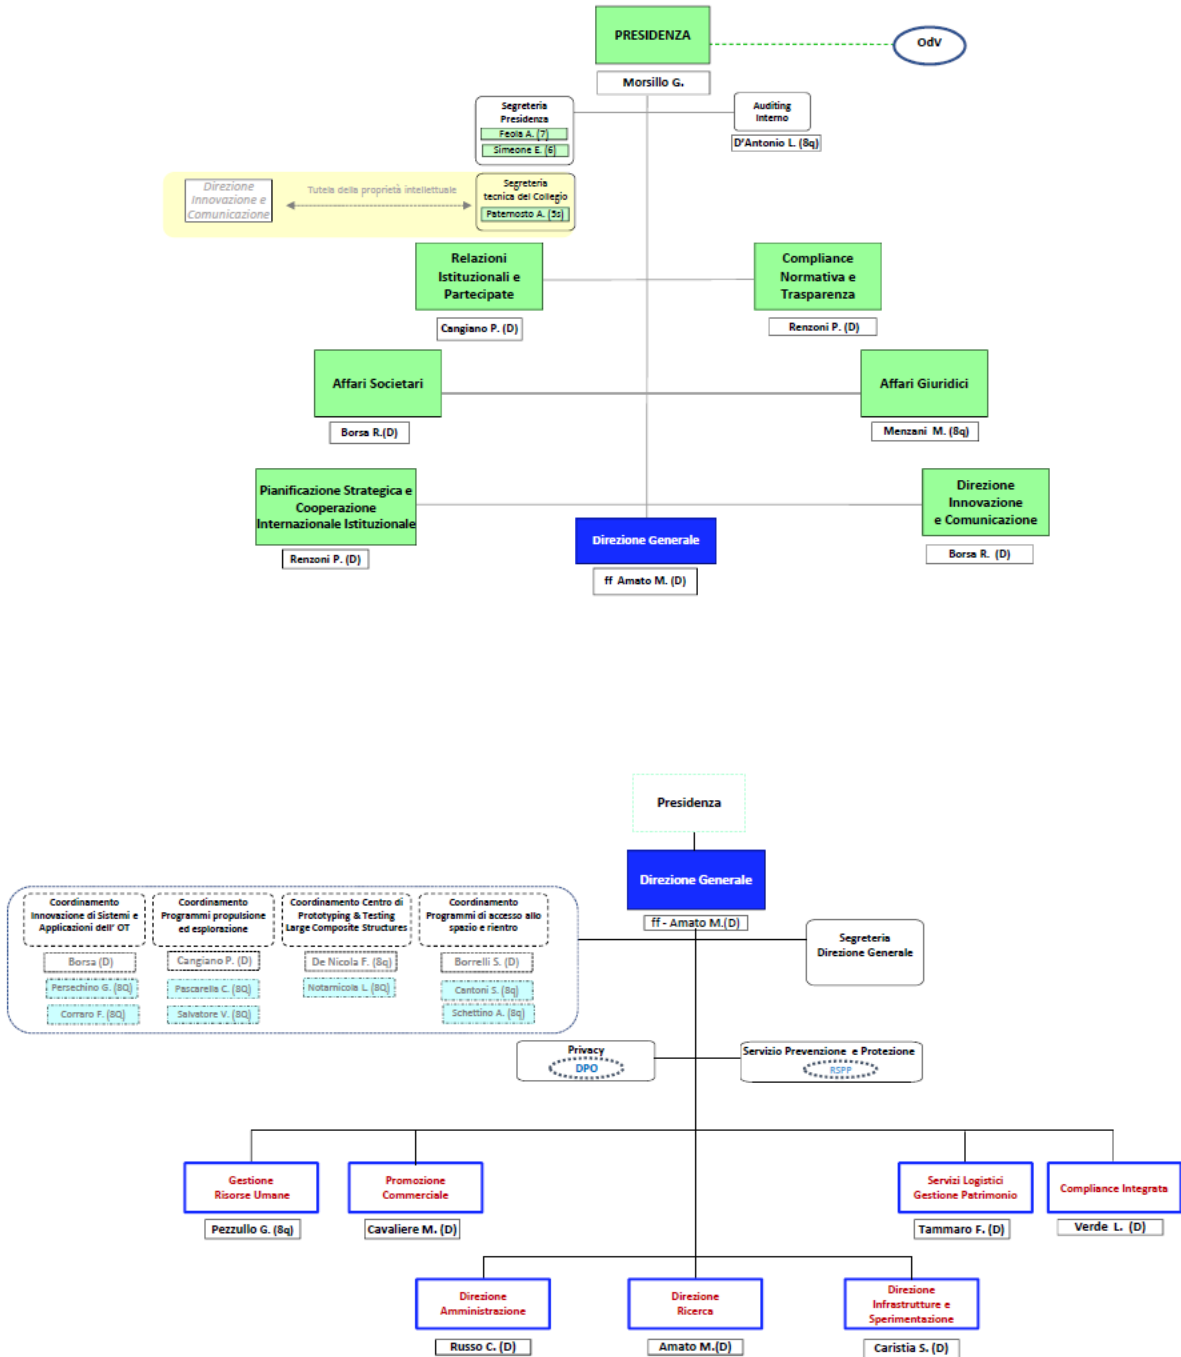 PRESIDENZA
OdV
Morsillo G.
Segreteria
Presidenza
Feola A. (7)
Simeone E. (6)
Auditing
Interno
D'Antonio L. (8q)
Direzione
Innovazione e
Comunicazione
Tutela della proprietà intellettuale
Segreteria
tecnica del Collegio
Paternosto A. (5s)
Relazioni
Istituzionali e
Partecipate
Cangiano P. (D)
Compliance
Normativa e
Trasparenza
Renzoni P. (D)
Affari Societari
Borsa R.(D)
Affari Giuridici
Menzani M. (8q)
Pianificazione Strategica e
Cooperazione
Internazionale Istituzionale
Renzoni P. (D)
Direzione Generale
ff Amato M. (D)
Direzione
Innovazione
e Comunicazione
Borsa R. (D)
Presidenza
Direzione Generale
ff - Amato M.(D)
Coordinamento
Innovazione di Sistemi e
Applicazioni dell' OT
Borsa (D)
Persechino G. (8Q)
Corraro F. (8Q)
Coordinamento
Programmi propulsione
ed esplorazione
Cangiano P. (D)
Pascarella C. (8Q)
Salvatore V. (8Q)
Coordinamento Centro di
Prototyping & Testing
Large Composite Structures
De Nicola F. (8q)
Notarnicola L. (8Q)
Coordinamento
Programmi di accesso allo
spazio e rientro
Borrelli S. (D)
Cantoni S. (8q)
Schettino A. (8q)
Segreteria
Direzione Generale
Privacy
DPO
Servizio Prevenzione e Protezione
RSPP
Gestione
Risorse Umane
Pezzullo G. (8q)
Promozione
Commerciale
Cavaliere M. (D)
Servizi Logistici
Gestione Patrimonio
Tammaro F. (D)
Compliance Integrata
Verde L. (D)
Direzione
Amministrazione
Russo C. (D)
Direzione
Ricerca
Amato M.(D)
Direzione
Infrastrutture e
Sperimentazione
Caristia S. (D)